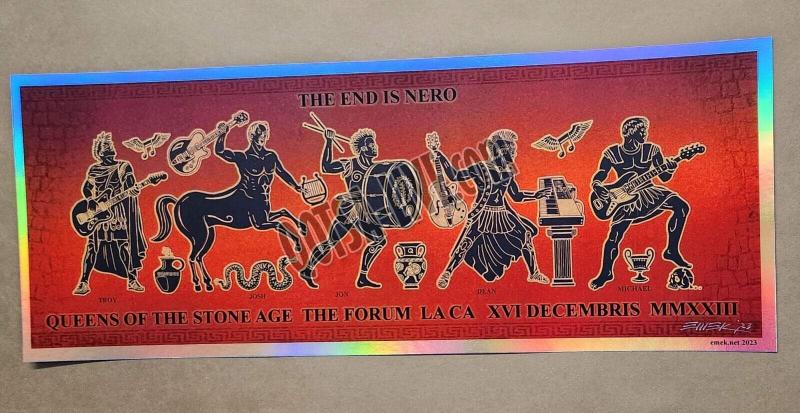 THE END IS NERO
TROY
JOSH
JON
DEAN
MICHAEL
QUEENS OF THE STONE AGE THE FORUM LA CA XVI DECEMBRIS MMXXIII
EMEK '23
emek.net 2023